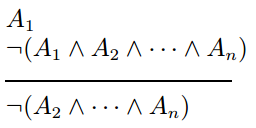 A₁
¬(A₁ ∧ A₂ ∧ ⋯ ∧ Aₙ)
¬(A₂ ∧ ⋯ ∧ Aₙ)